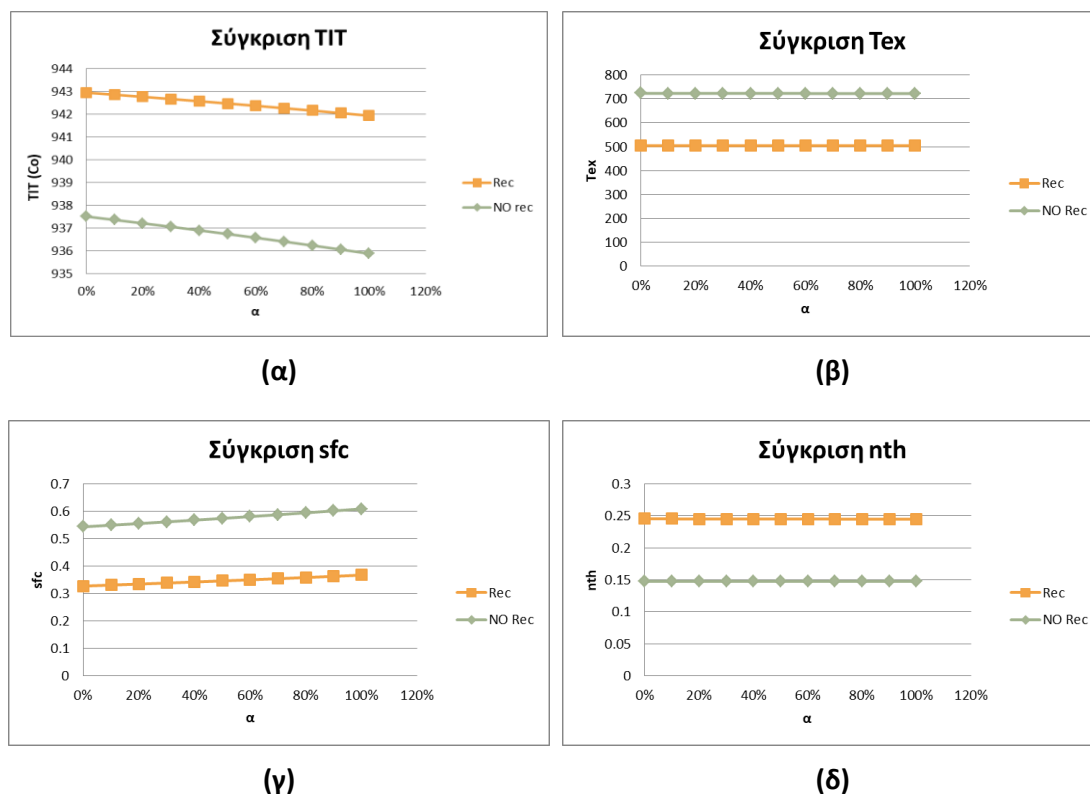 Σύγκριση TIT
944
943
942
941
940
939
938
937
936
935
TIT (Co)
0% 20% 40% 60% 80% 100% 120%
α
Rec
NO rec
(α)
Σύγκριση Tex
800
700
600
500
400
300
200
100
0
Tex
0% 20% 40% 60% 80% 100% 120%
α
Rec
NO Rec
(β)
Σύγκριση sfc
0.7
0.6
0.5
0.4
0.3
0.2
0.1
0
sfc
0% 20% 40% 60% 80% 100% 120%
α
Rec
NO Rec
(γ)
Σύγκριση nth
0.3
0.25
0.2
0.15
0.1
0.05
0
nth
0% 20% 40% 60% 80% 100% 120%
α
Rec
NO Rec
(δ)